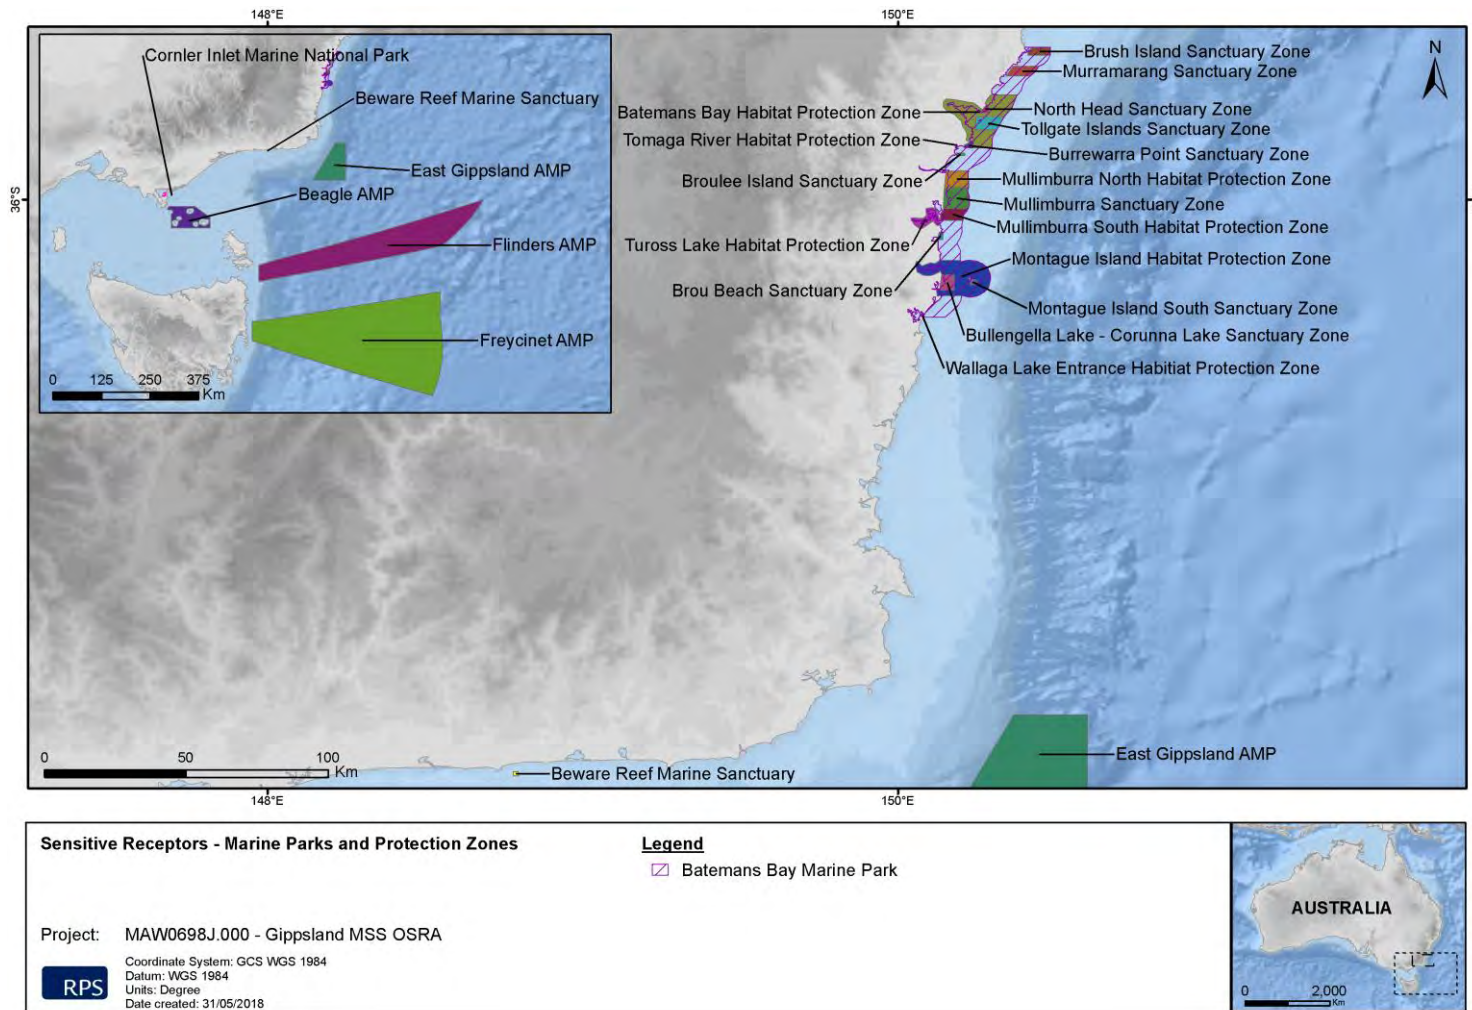 148°E
150°E
N
36°S
Cornler Inlet Marine National Park
Beware Reef Marine Sanctuary
East Gippsland AMP
Beagle AMP
Flinders AMP
Freycinet AMP
0 125 250 375
Km
Brush Island Sanctuary Zone
Murramarang Sanctuary Zone
Batemans Bay Habitat Protection Zone
North Head Sanctuary Zone
Tollgate Islands Sanctuary Zone
Tomaga River Habitat Protection Zone
Burrewarra Point Sanctuary Zone
Broulee Island Sanctuary Zone
Mullimburra North Habitat Protection Zone
Mullimburra Sanctuary Zone
Mullimburra South Habitat Protection Zone
Tuross Lake Habitat Protection Zone
Montague Island Habitat Protection Zone
Brou Beach Sanctuary Zone
Montague Island South Sanctuary Zone
Bullengella Lake - Corunna Lake Sanctuary Zone
Wallaga Lake Entrance Habitiat Protection Zone
East Gippsland AMP
0 50 100
Km
Beware Reef Marine Sanctuary
148°E
150°E
Sensitive Receptors - Marine Parks and Protection Zones
Legend
Batemans Bay Marine Park
Project: MAW0698J.000 - Gippsland MSS OSRA
RPS
Coordinate System: GCS WGS 1984
Datum: WGS 1984
Units: Degree
Date created: 31/05/2018
AUSTRALIA
0 2,000
Km